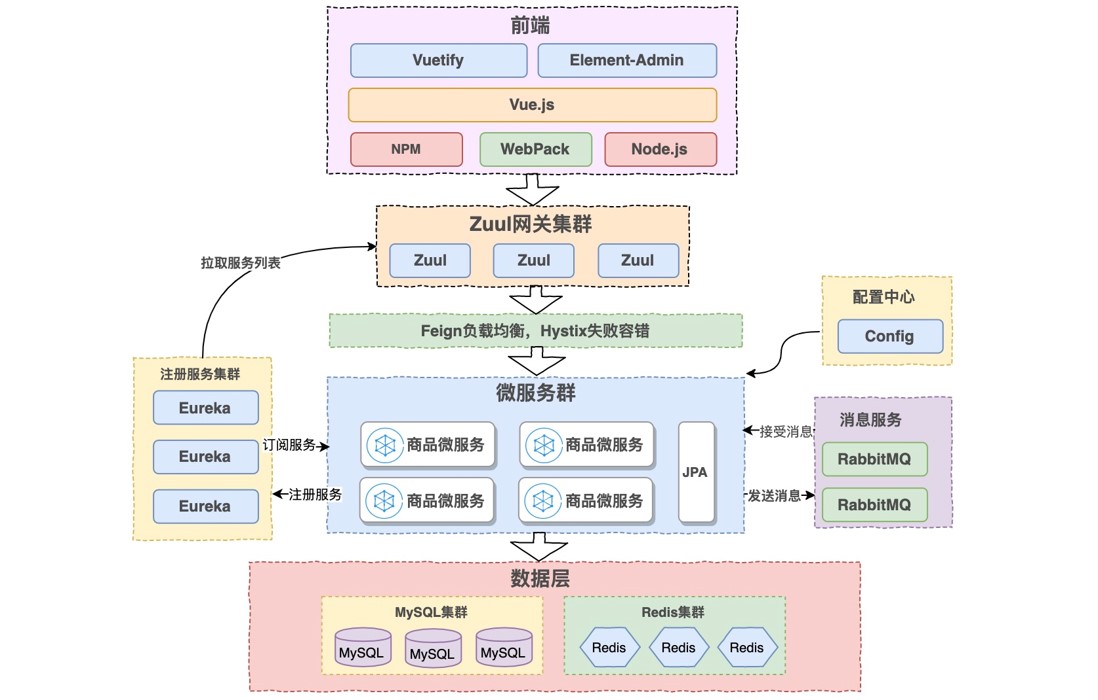 前端
Vuetify
Element-Admin
Vue.js
NPM
WebPack
Node.js
Zuul网关集群
Zuul
Zuul
Zuul
拉取服务列表
Feign负载均衡，Hystix失败容错
配置中心
Config
注册服务集群
Eureka
Eureka
Eureka
订阅服务
注册服务
微服务群
商品微服务
商品微服务
商品微服务
商品微服务
JPA
接受消息
发送消息
消息服务
RabbitMQ
RabbitMQ
数据层
MySQL集群
MySQL
MySQL
MySQL
Redis集群
Redis
Redis
Redis